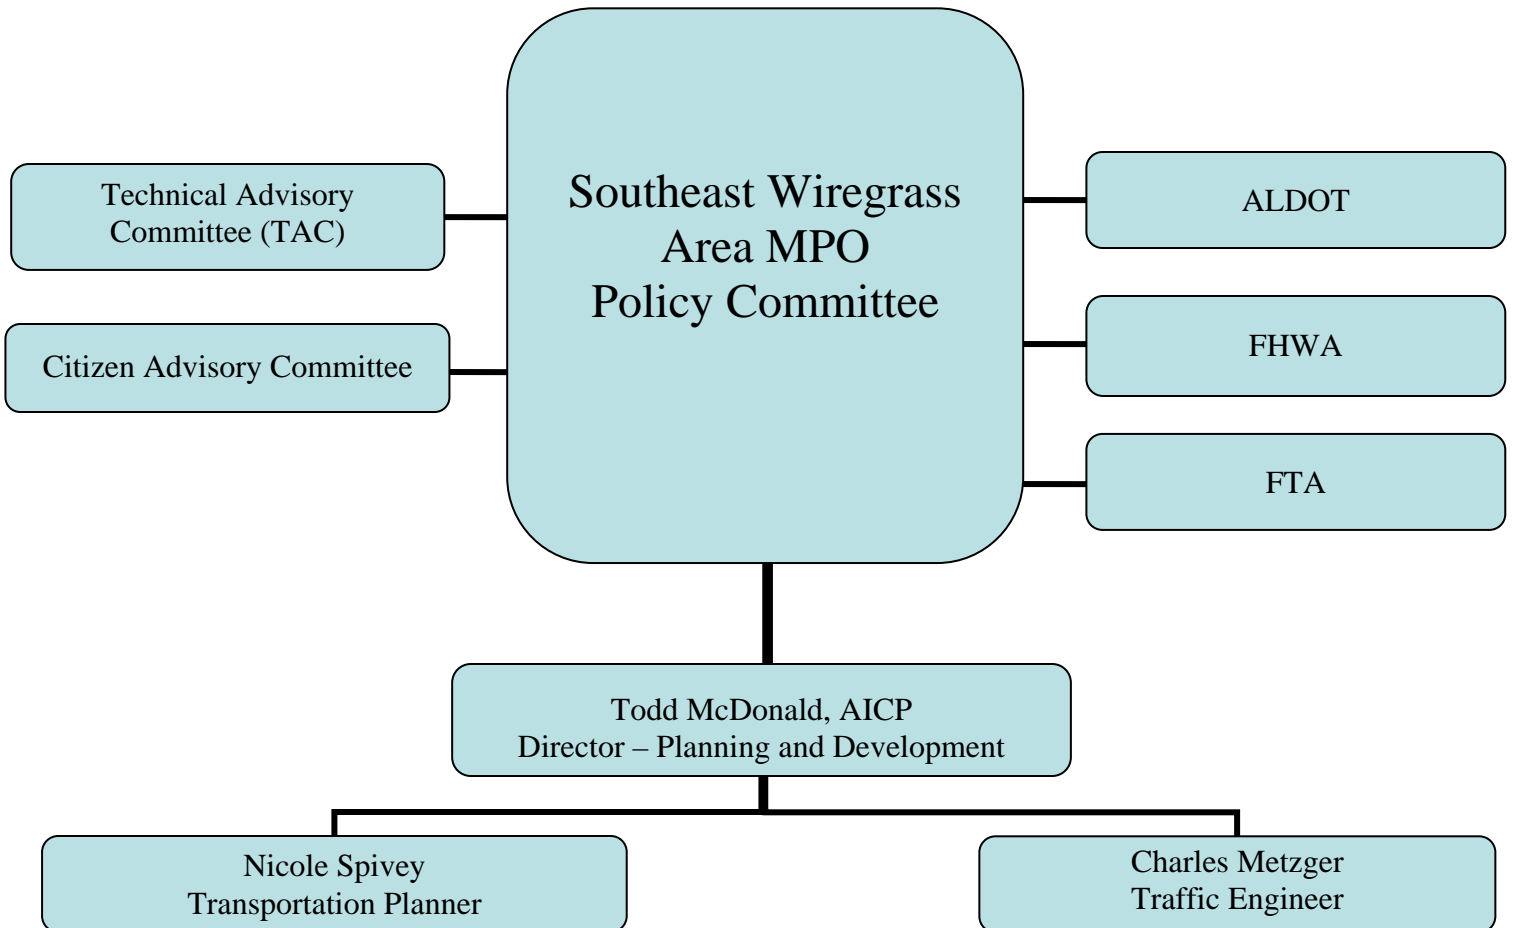 Technical Advisory
Committee (TAC)
Citizen Advisory Committee
Southeast Wiregrass
Area MPO
Policy Committee
ALDOT
FHWA
FTA
Todd McDonald, AICP
Director – Planning and Development
Nicole Spivey
Transportation Planner
Charles Metzger
Traffic Engineer